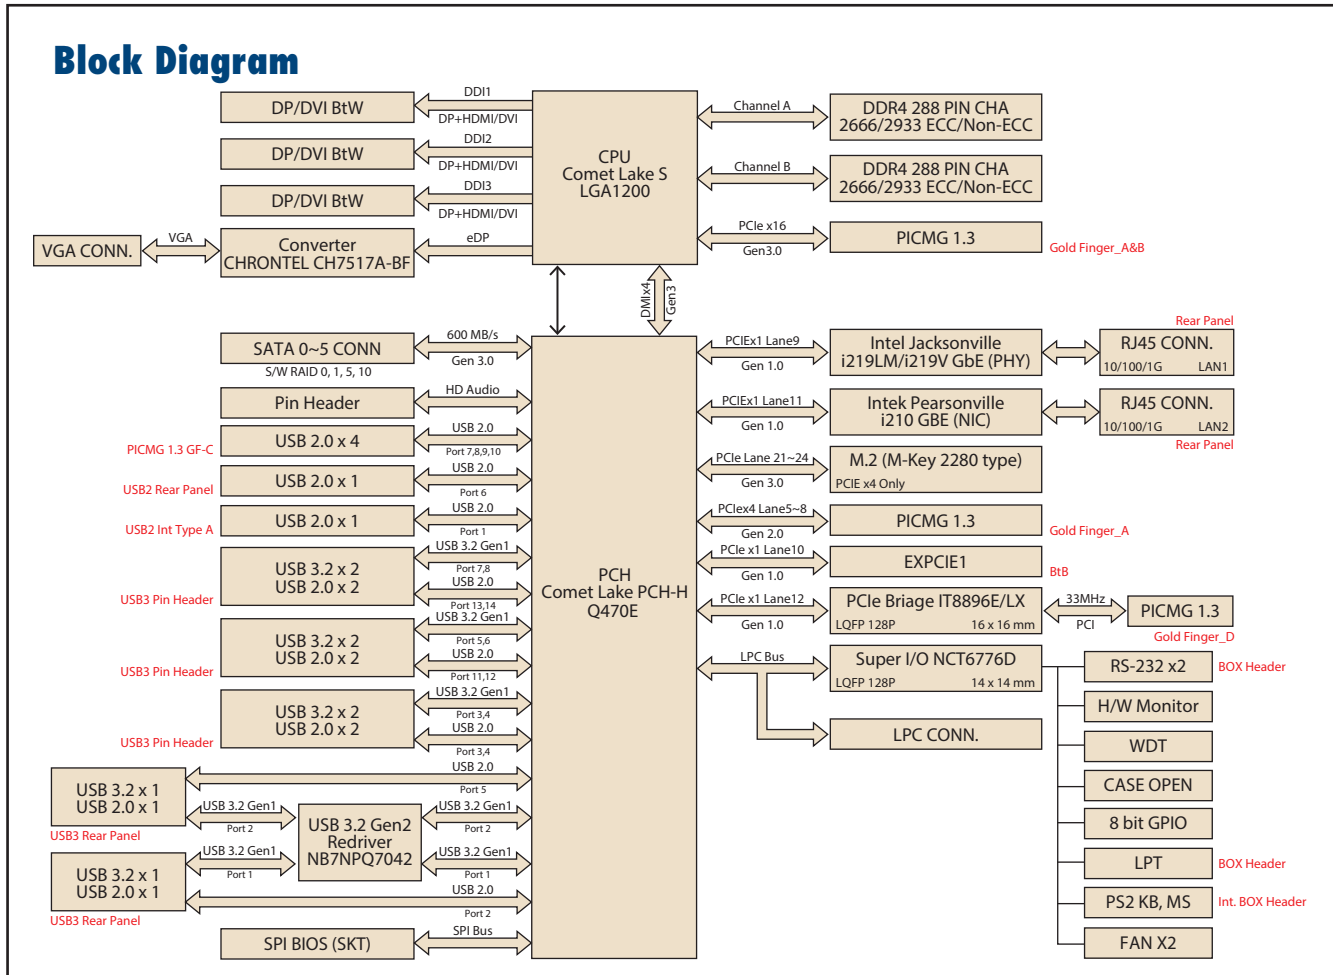 Block Diagram
DP/DVI BtW
DDI1
DP+HDMI/DVI
DP/DVI BtW
DDI2
DP+HDMI/DVI
DP/DVI BtW
DDI3
DP+HDMI/DVI
VGA CONN.
VGA
Converter
CHRONTEL CH7517A-BF
eDP
CPU
Comet Lake S
LGA1200
Channel A
DDR4 288 PIN CHA
2666/2933 ECC/Non-ECC
Channel B
DDR4 288 PIN CHA
2666/2933 ECC/Non-ECC
PCIe x16
Gen3.0
PICMG 1.3
Gold Finger_A&B
DMIx4
Gen3
SATA 0~5 CONN
S/W RAID 0, 1, 5, 10
600 MB/s
Gen 3.0
Pin Header
HD Audio
PICMG 1.3 GF-C
USB 2.0 x 4
USB 2.0
Port 7,8,9,10
USB2 Rear Panel
USB 2.0 x 1
USB 2.0
Port 6
USB2 Int Type A
USB 2.0 x 1
USB 2.0
Port 1
USB3 Pin Header
USB 3.2 x 2
USB 2.0 x 2
USB 3.2 Gen1
Port 7,8
USB 2.0
Port 13,14
USB3 Pin Header
USB 3.2 x 2
USB 2.0 x 2
USB 3.2 Gen1
Port 5,6
USB 2.0
Port 11,12
USB3 Pin Header
USB 3.2 x 2
USB 2.0 x 2
USB 3.2 Gen1
Port 3,4
USB 2.0
Port 3,4
USB 3.2 x 1
USB 2.0 x 1
USB3 Rear Panel
USB 2.0
Port 5
USB 3.2 Gen1
Port 2
USB 3.2 Gen2
Redriver
NB7NPQ7042
USB 3.2 Gen1
Port 2
USB 3.2 x 1
USB 2.0 x 1
USB3 Rear Panel
USB 3.2 Gen1
Port 1
USB 3.2 Gen1
Port 1
USB 2.0
Port 2
SPI BIOS (SKT)
SPI Bus
PCH
Comet Lake PCH-H
Q470E
PCIEx1 Lane9
Gen 1.0
Intel Jacksonville
i219LM/i219V GbE (PHY)
Rear Panel
RJ45 CONN.
10/100/1G LAN1
PCIEx1 Lane11
Gen 1.0
Intek Pearsonville
i210 GBE (NIC)
RJ45 CONN.
10/100/1G LAN2
Rear Panel
PCIe Lane 21~24
Gen 3.0
M.2 (M-Key 2280 type)
PCIE x4 Only
PCIex4 Lane5~8
Gen 2.0
PICMG 1.3
Gold Finger_A
PCIe x1 Lane10
Gen 1.0
EXPCIE1
BtB
PCIe x1 Lane12
Gen 1.0
PCIe Briage IT8896E/LX
LQFP 128P 16 x 16 mm
33MHz
PCI
PICMG 1.3
Gold Finger_D
LPC Bus
Super I/O NCT6776D
LQFP 128P 14 x 14 mm
LPC CONN.
RS-232 x2
BOX Header
H/W Monitor
WDT
CASE OPEN
8 bit GPIO
LPT
BOX Header
PS2 KB, MS
Int. BOX Header
FAN X2